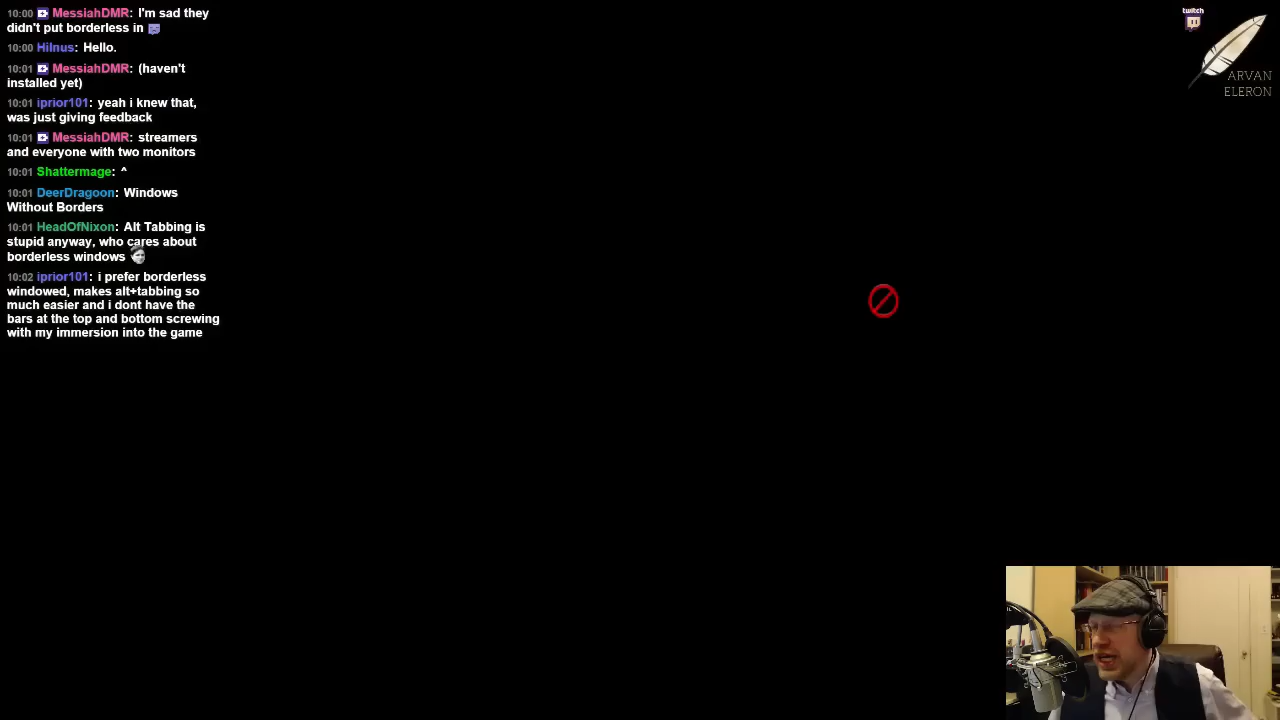 10:00 MessiahDMR: I'm sad they
didn't put borderless in
10:00 Hilnus: Hello.
10:01 MessiahDMR: (haven't
installed yet)
10:01 iprior101: yeah i knew that,
was just giving feedback
10:01 MessiahDMR: streamers
and everyone with two monitors
10:01 Shattermage: ^
10:01 DeerDragoon: Windows
Without Borders
10:01 HeadOfNixon: Alt Tabbing is
stupid anyway, who cares about
borderless windows
10:02 iprior101: i prefer borderless
windowed, makes alt+tabbing so
much easier and i dont have the
bars at the top and bottom screwing
with my immersion into the game
twitch
ARVAN
ELERON